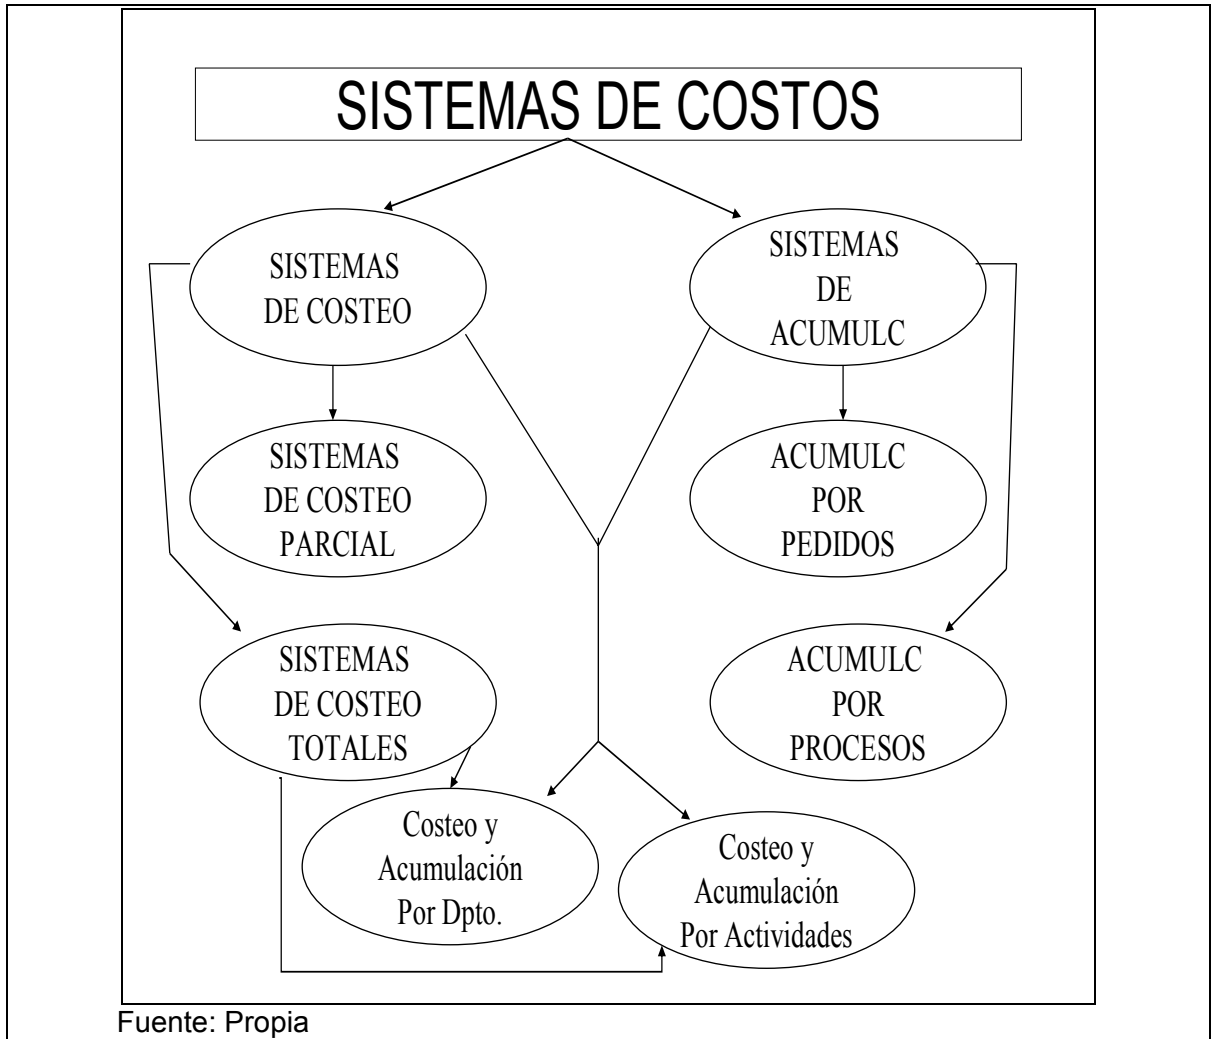 SISTEMAS DE COSTOS
SISTEMAS
DE COSTEO
SISTEMAS
DE
ACUMULC
SISTEMAS
DE COSTEO
PARCIAL
ACUMULC
POR
PEDIDOS
SISTEMAS
DE COSTEO
TOTALES
ACUMULC
POR
PROCESOS
Costeo y
Acumulación
Por Dpto.
Costeo y
Acumulación
Por Actividades
Fuente: Propia